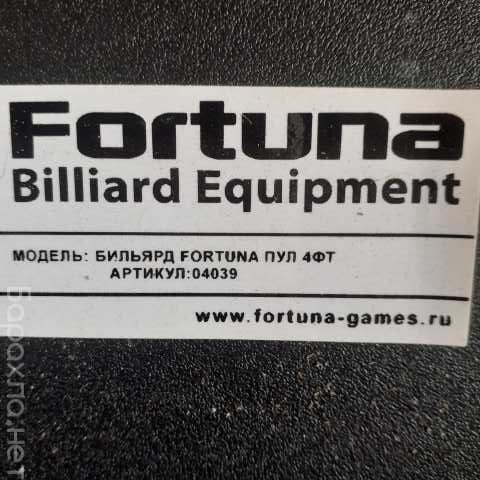 Fortuna
Billiard Equipment
МОДЕЛЬ: БИЛЬЯРД FORTUNA ПУЛ 4ФТ
АРТИКУЛ:04039
www.fortuna-games.ru
Барахла.нет